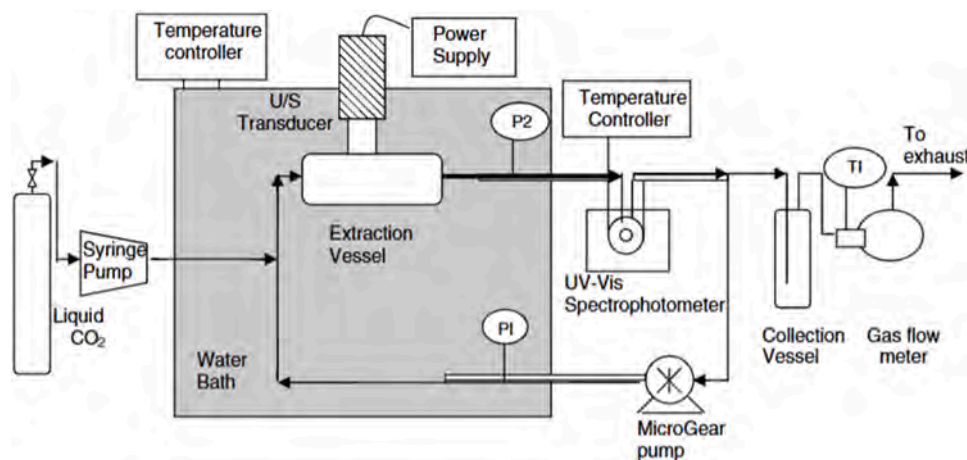 Temperature
controller
Power
Supply
U/S
Transducer
P2
Temperature
Controller
To
exhaust
TI
Extraction
Vessel
Syringe
Pump
Liquid
CO₂
UV-Vis
Spectrophotometer
Collection
Vessel
Gas flow
meter
PI
Water
Bath
MicroGear
pump